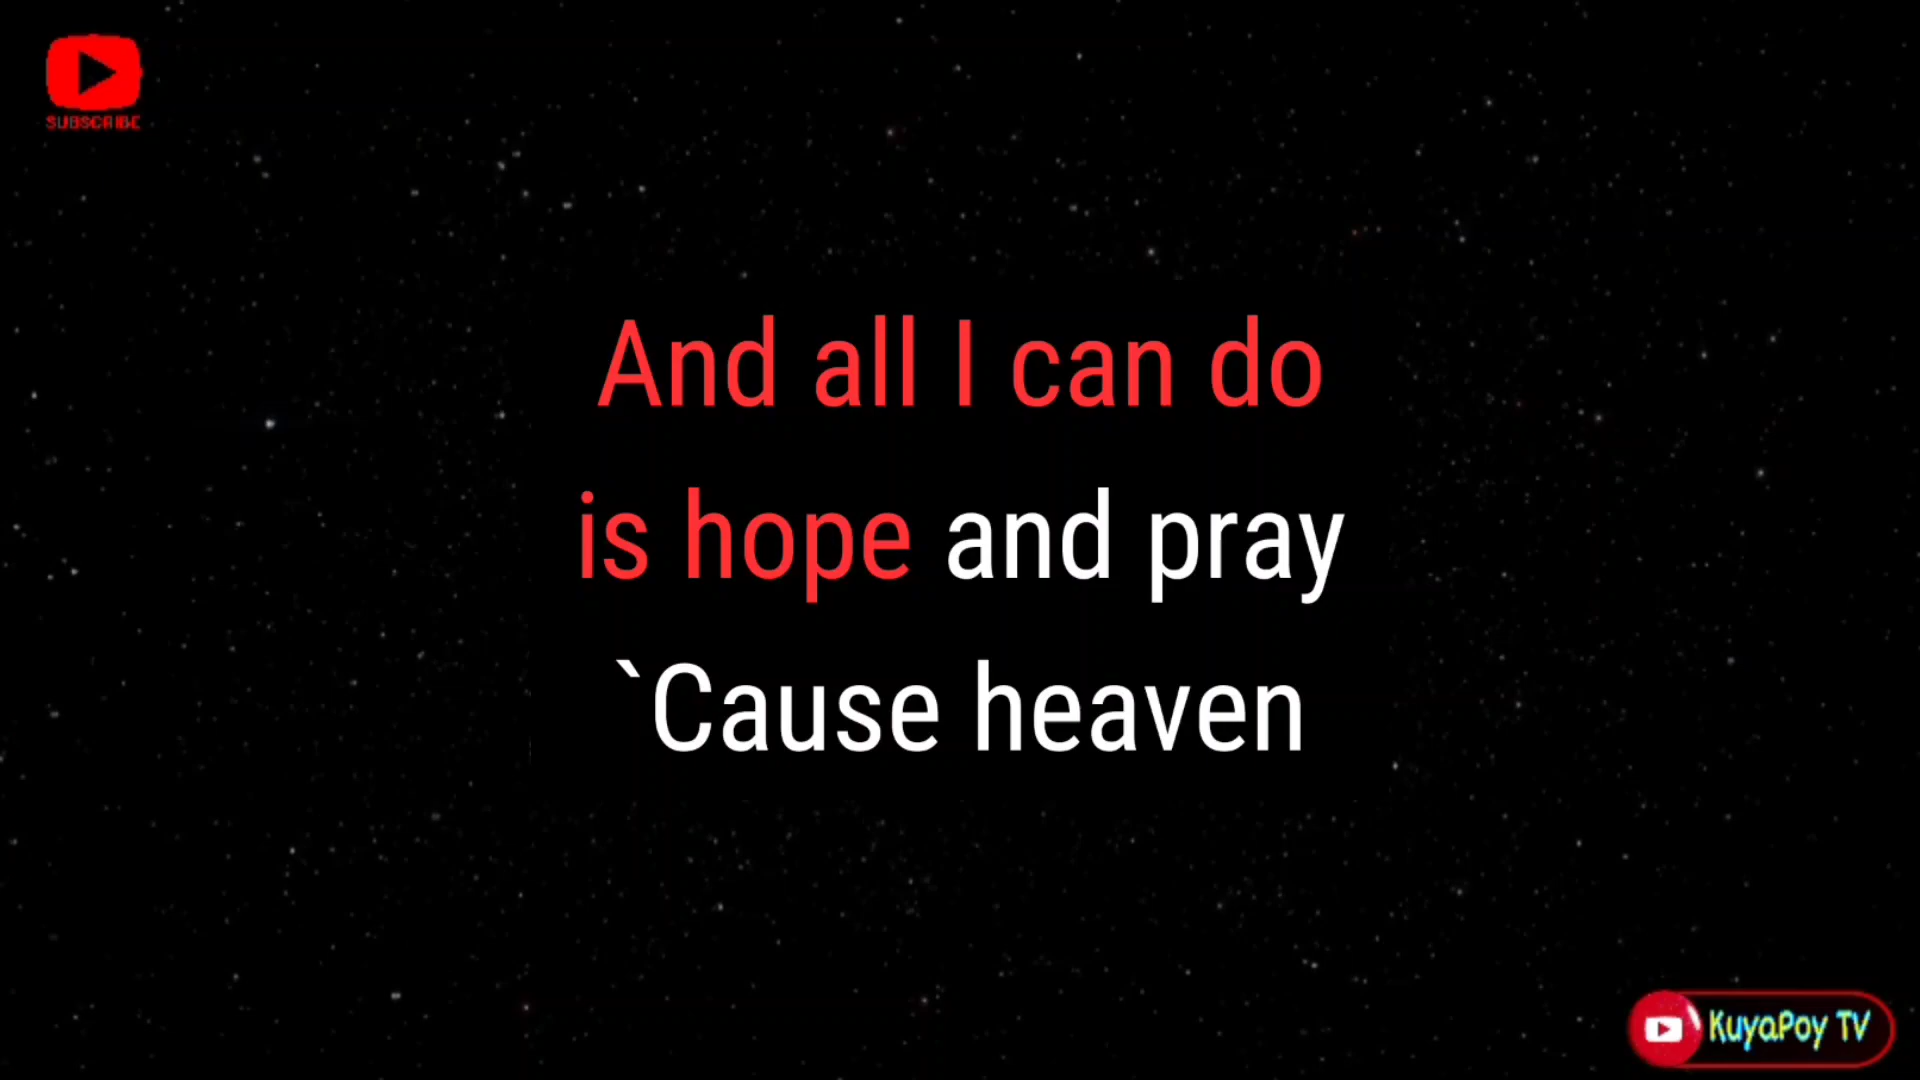 SUBSCRIBE
And all I can do
is hope and pray
`Cause heaven
KuyaPoy TV